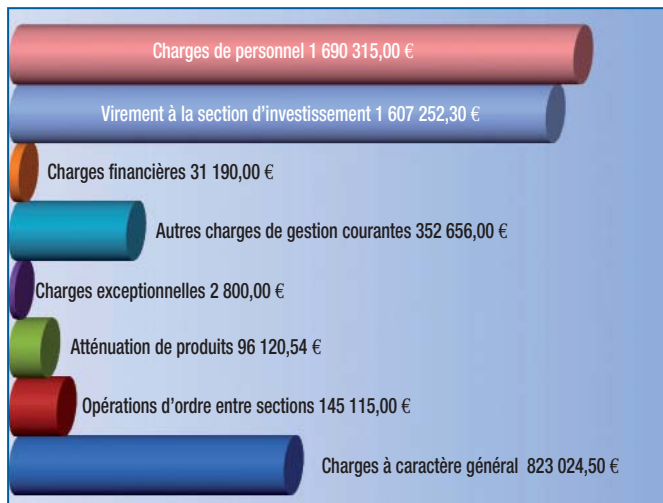 Charges de personnel 1 690 315,00 €
Virement à la section d'investissement 1 607 252,30 €
Charges financières 31 190,00 €
Autres charges de gestion courantes 352 656,00 €
Charges exceptionnelles 2 800,00 €
Atténuation de produits 96 120,54 €
Opérations d'ordre entre sections 145 115,00 €
Charges à caractère général 823 024,50 €